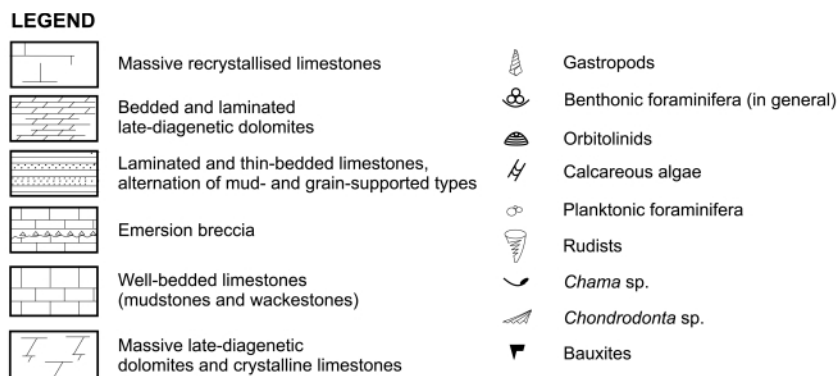 LEGEND
Massive recrystallised limestones
Bedded and laminated
late-diagenetic dolomites
Laminated and thin-bedded limestones,
alternation of mud- and grain-supported types
Emersion breccia
Well-bedded limestones
(mudstones and wackestones)
Massive late-diagenetic
dolomites and crystalline limestones
Gastropods
Benthonic foraminifera (in general)
Orbitolinids
Calcareous algae
Planktonic foraminifera
Rudists
Chama sp.
Chondrodonta sp.
Bauxites